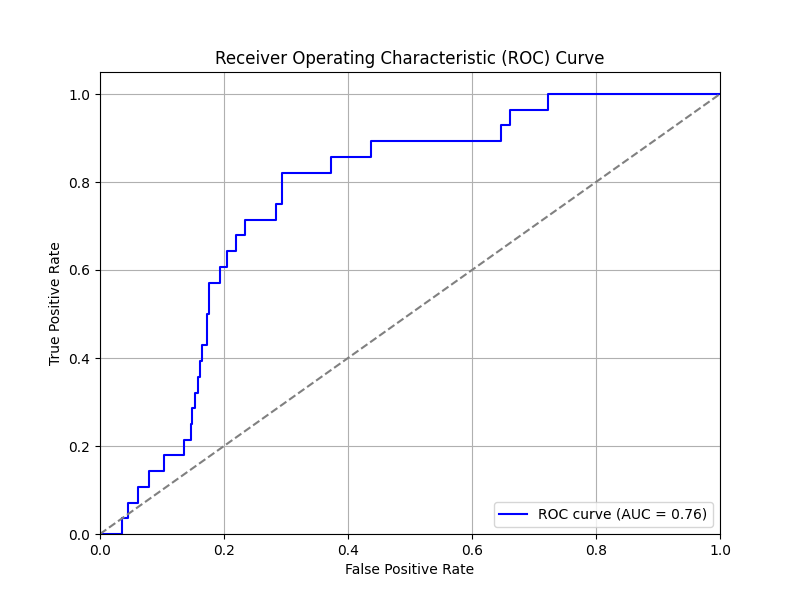 Receiver Operating Characteristic (ROC) Curve
1.0
0.8
0.6
0.4
0.2
0.0
True Positive Rate
ROC curve (AUC = 0.76)
0.0 0.2 0.4 0.6 0.8 1.0
False Positive Rate